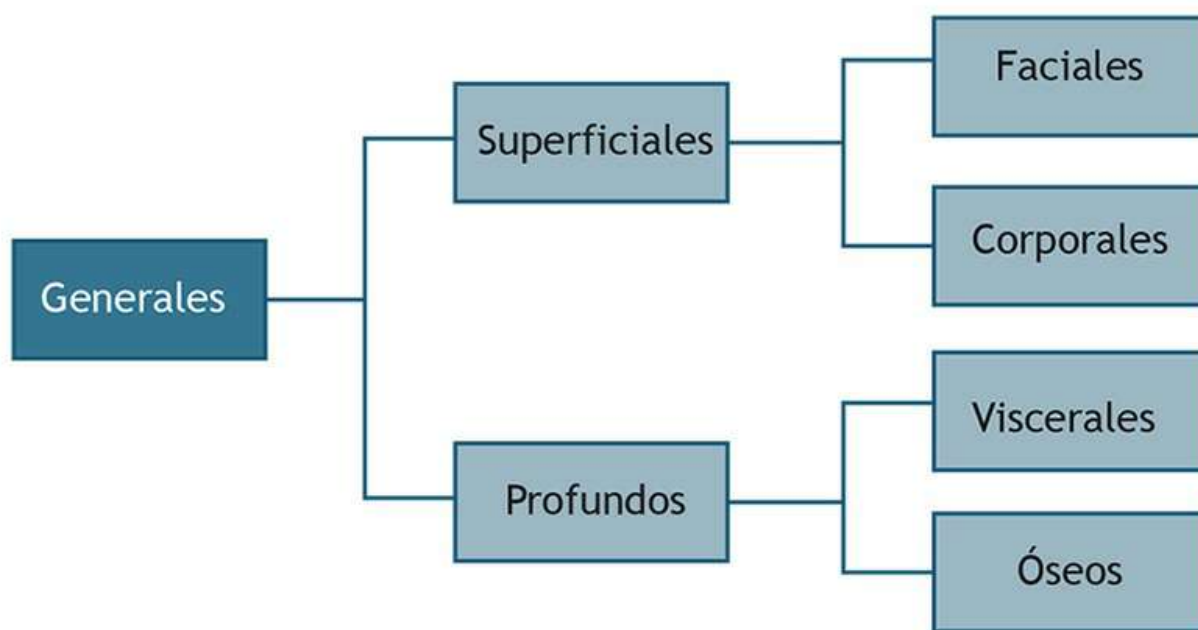 Generales
Superficiales
Faciales
Corporales
Profundos
Viscerales
Óseos